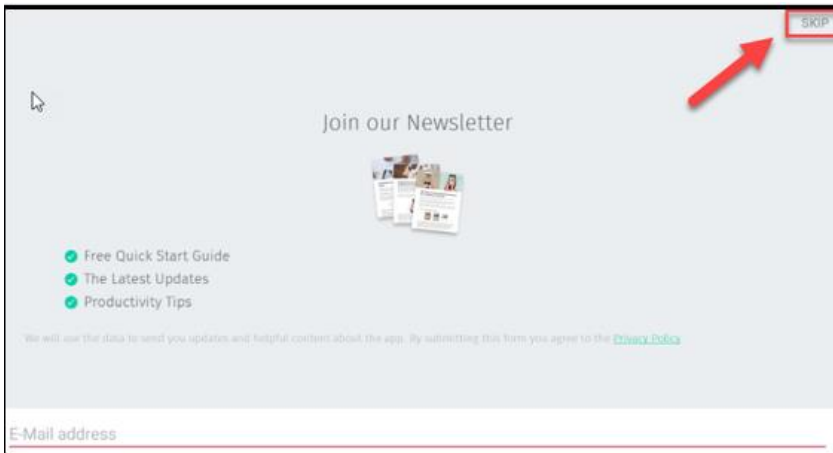 SKIP
Join our Newsletter
Free Quick Start Guide
The Latest Updates
Productivity Tips
We will use the data to send you updates and helpful content about the app. By submitting this form you agree to the Privacy Policy
E-Mail address